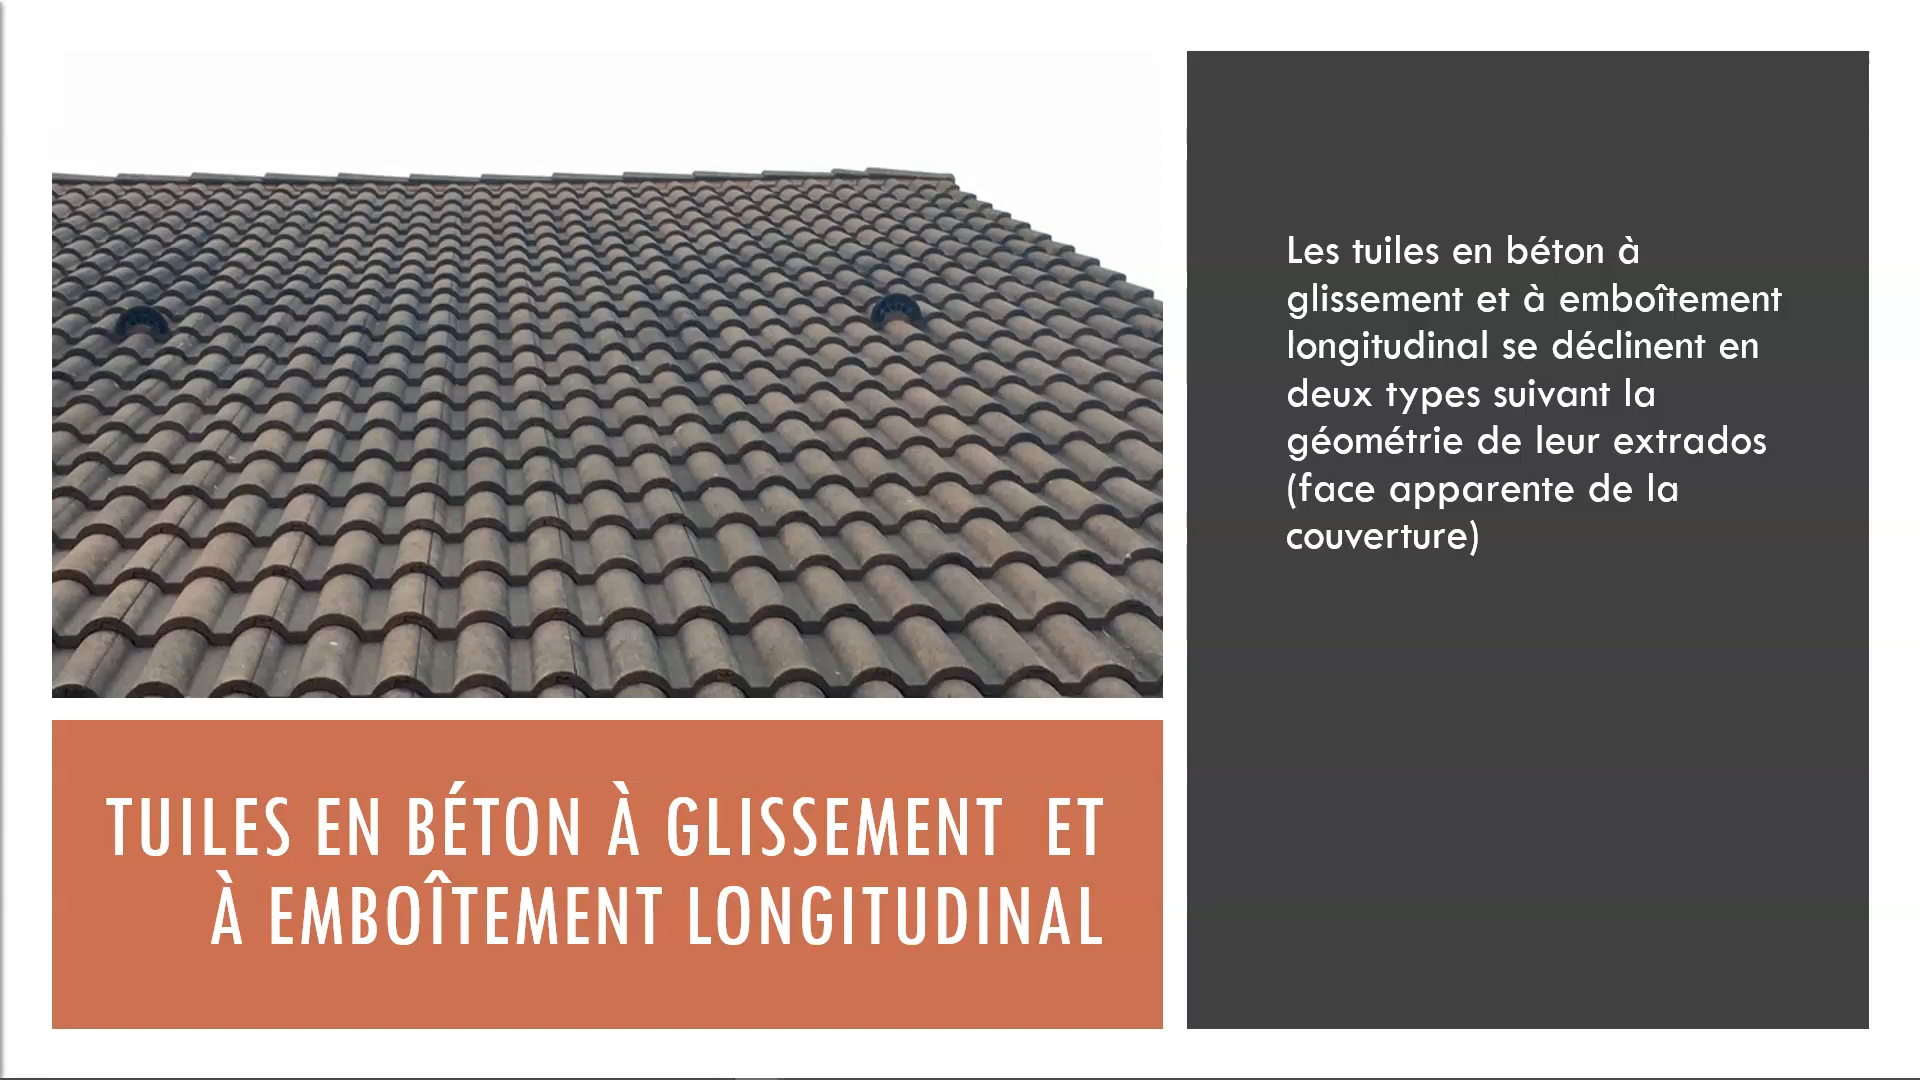 Les tuiles en béton à
glissement et à emboîtement
longitudinal se déclinent en
deux types suivant la
géométrie de leur extrados
(face apparente de la
couverture)
TUILES EN BÉTON À GLISSEMENT  ET
À EMBOÎTEMENT LONGITUDINAL